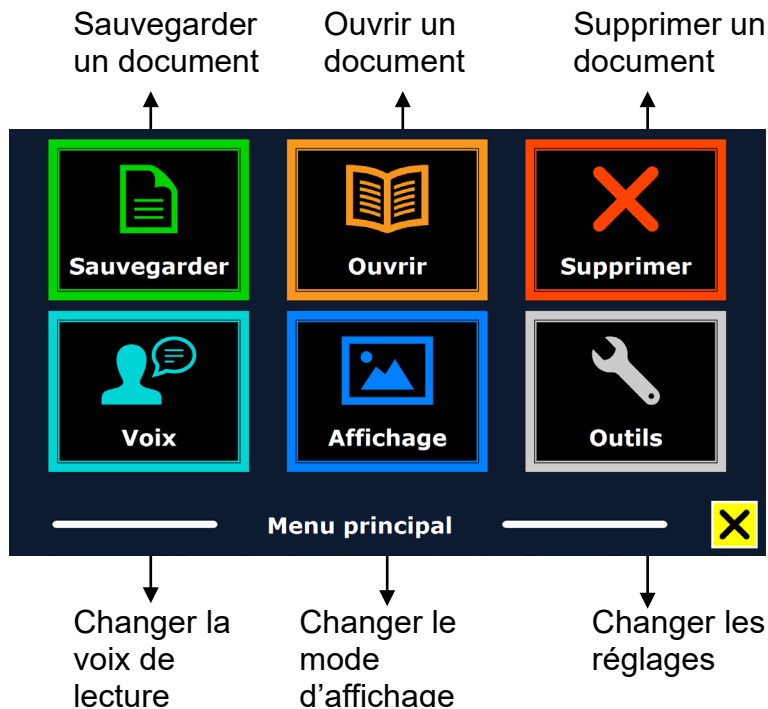 Sauvegarder
un document
Ouvrir un
document
Supprimer un
document
Sauvegarder
Ouvrir
Supprimer
Voix
Affichage
Outils
Menu principal
Changer la
voix de
lecture
Changer le
mode
d’affichage
Changer les
réglages